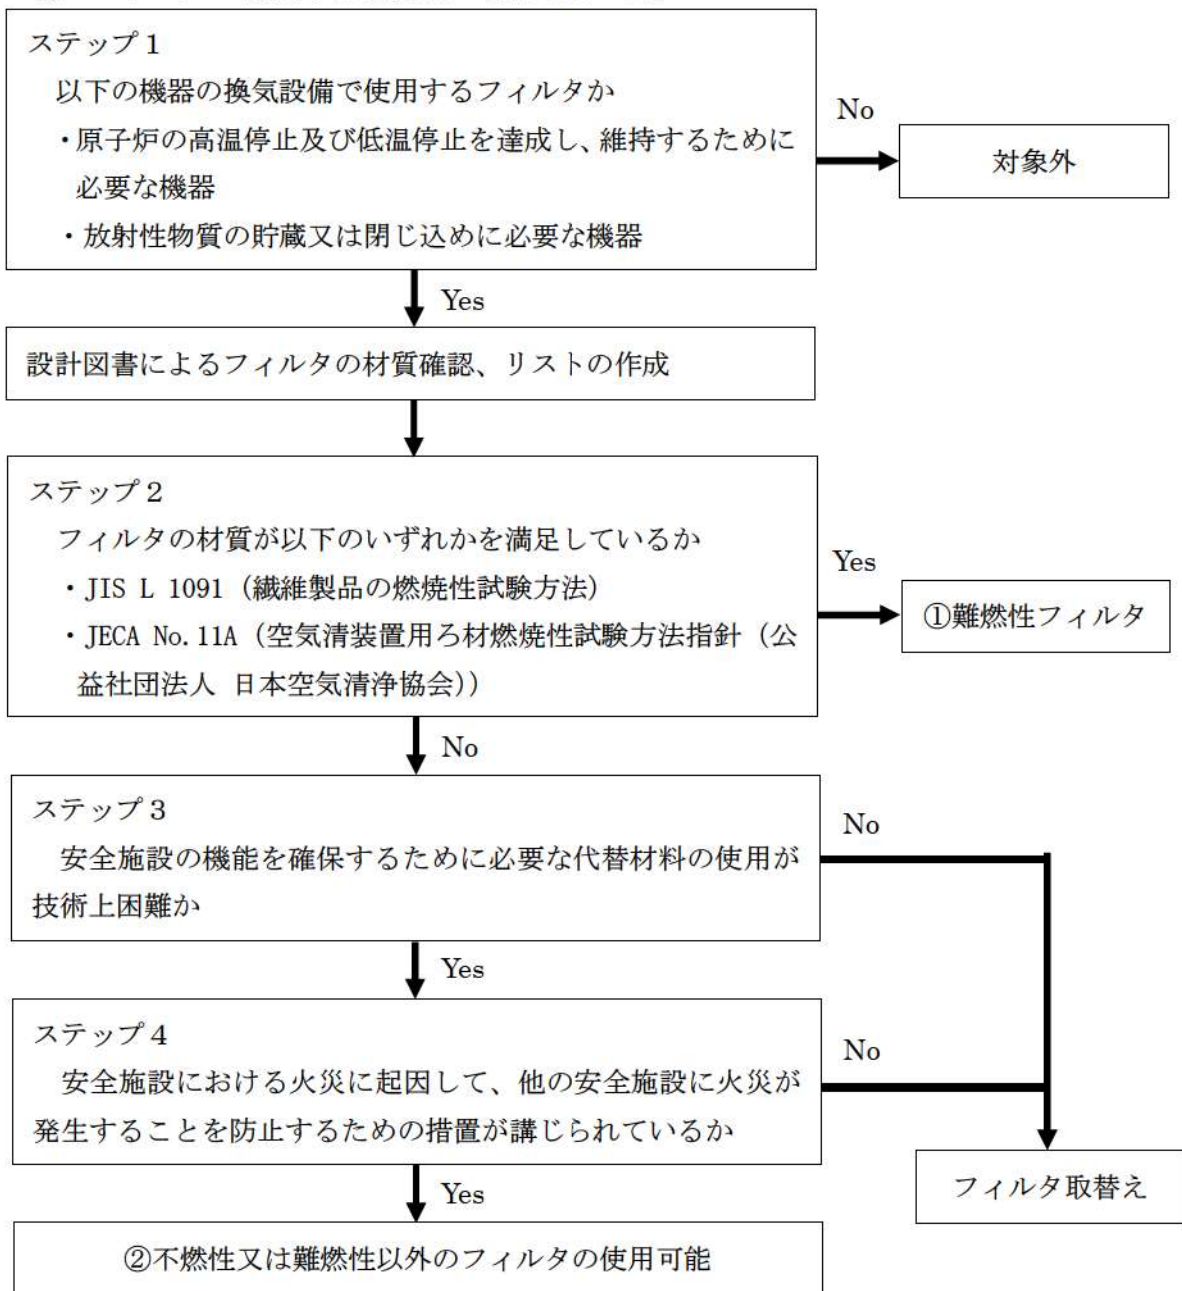 ステップ１
以下の機器の換気設備で使用するフィルタか
・原子炉の高温停止及び低温停止を達成し、維持するために
必要な機器
・放射性物質の貯蔵又は閉じ込めに必要な機器
No
対象外
Yes
設計図書によるフィルタの材質確認、リストの作成
ステップ２
フィルタの材質が以下のいずれかを満足しているか
・JIS L 1091（繊維製品の燃焼性試験方法）
・JECA No.11A（空気清装置用ろ材燃焼性試験方法指針（公
益社団法人 日本空気清浄協会））
Yes
①難燃性フィルタ
No
ステップ３
安全施設の機能を確保するために必要な代替材料の使用が
技術上困難か
No
Yes
ステップ４
安全施設における火災に起因して、他の安全施設に火災が
発生することを防止するための措置が講じられているか
No
フィルタ取替え
Yes
②不燃性又は難燃性以外のフィルタの使用可能